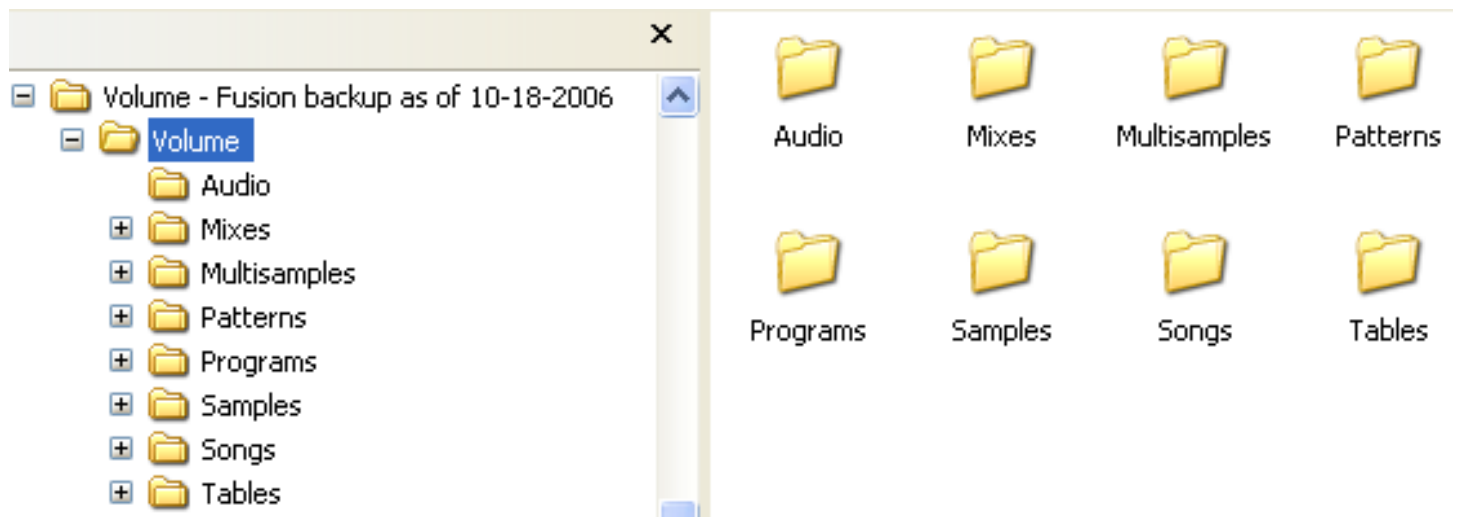 Volume - Fusion backup as of 10-18-2006
Volume
Audio
Mixes
Multisamples
Patterns
Programs
Samples
Songs
Tables
Audio Mixes Multisamples Patterns
Programs Samples Songs Tables